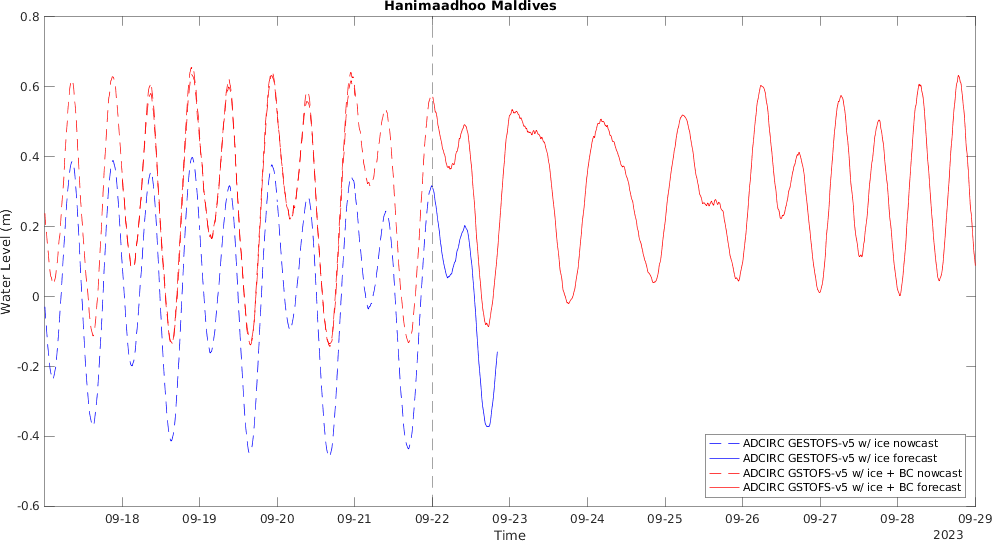 Hanimaadhoo Maldives
0.8
0.6
0.4
0.2
0
-0.2
-0.4
-0.6
Water Level (m)
ADCIRC GESTOFS-v5 w/ ice nowcast
ADCIRC GESTOFS-v5 w/ ice forecast
ADCIRC GSTOFS-v5 w/ ice + BC nowcast
ADCIRC GSTOFS-v5 w/ ice + BC forecast
09-18 09-19 09-20 09-21 09-22 09-23 09-24 09-25 09-26 09-27 09-28 09-29
Time
2023